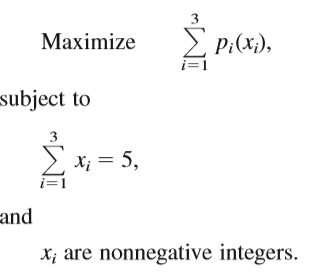 Maximize ∑_{i=1}^{3} p_i(x_i),
subject to
∑_{i=1}^{3} x_i = 5,
and
x_i are nonnegative integers.